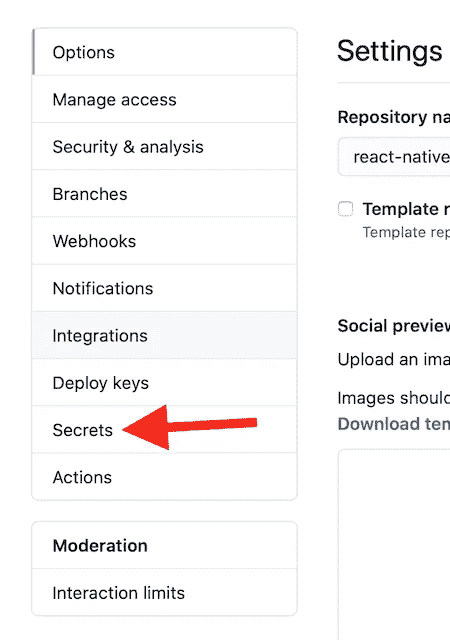 Options
Manage access
Security & analysis
Branches
Webhooks
Notifications
Integrations
Deploy keys
Secrets
Actions
Moderation
Interaction limits
Settings
Repository na
react-native
Template r
Template rep
Social preview
Upload an ima
Images should
Download tem